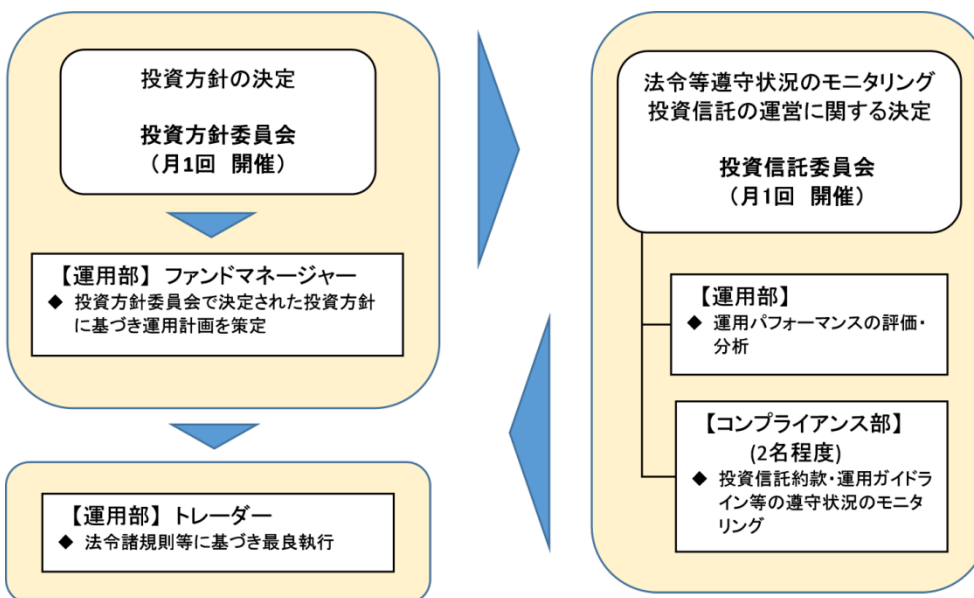 投資方針の決定
投資方針委員会
（月1回　開催）
【運用部】ファンドマネージャー
◆ 投資方針委員会で決定された投資方針
に基づき運用計画を策定
【運用部】トレーダー
◆ 法令諸規則等に基づき最良執行
法令等遵守状況のモニタリング
投資信託の運営に関する決定
投資信託委員会
（月1回　開催）
【運用部】
◆ 運用パフォーマンスの評価・
分析
【コンプライアンス部】
(2名程度)
◆ 投資信託約款・運用ガイドラ
イン等の遵守状況のモニタ
リング